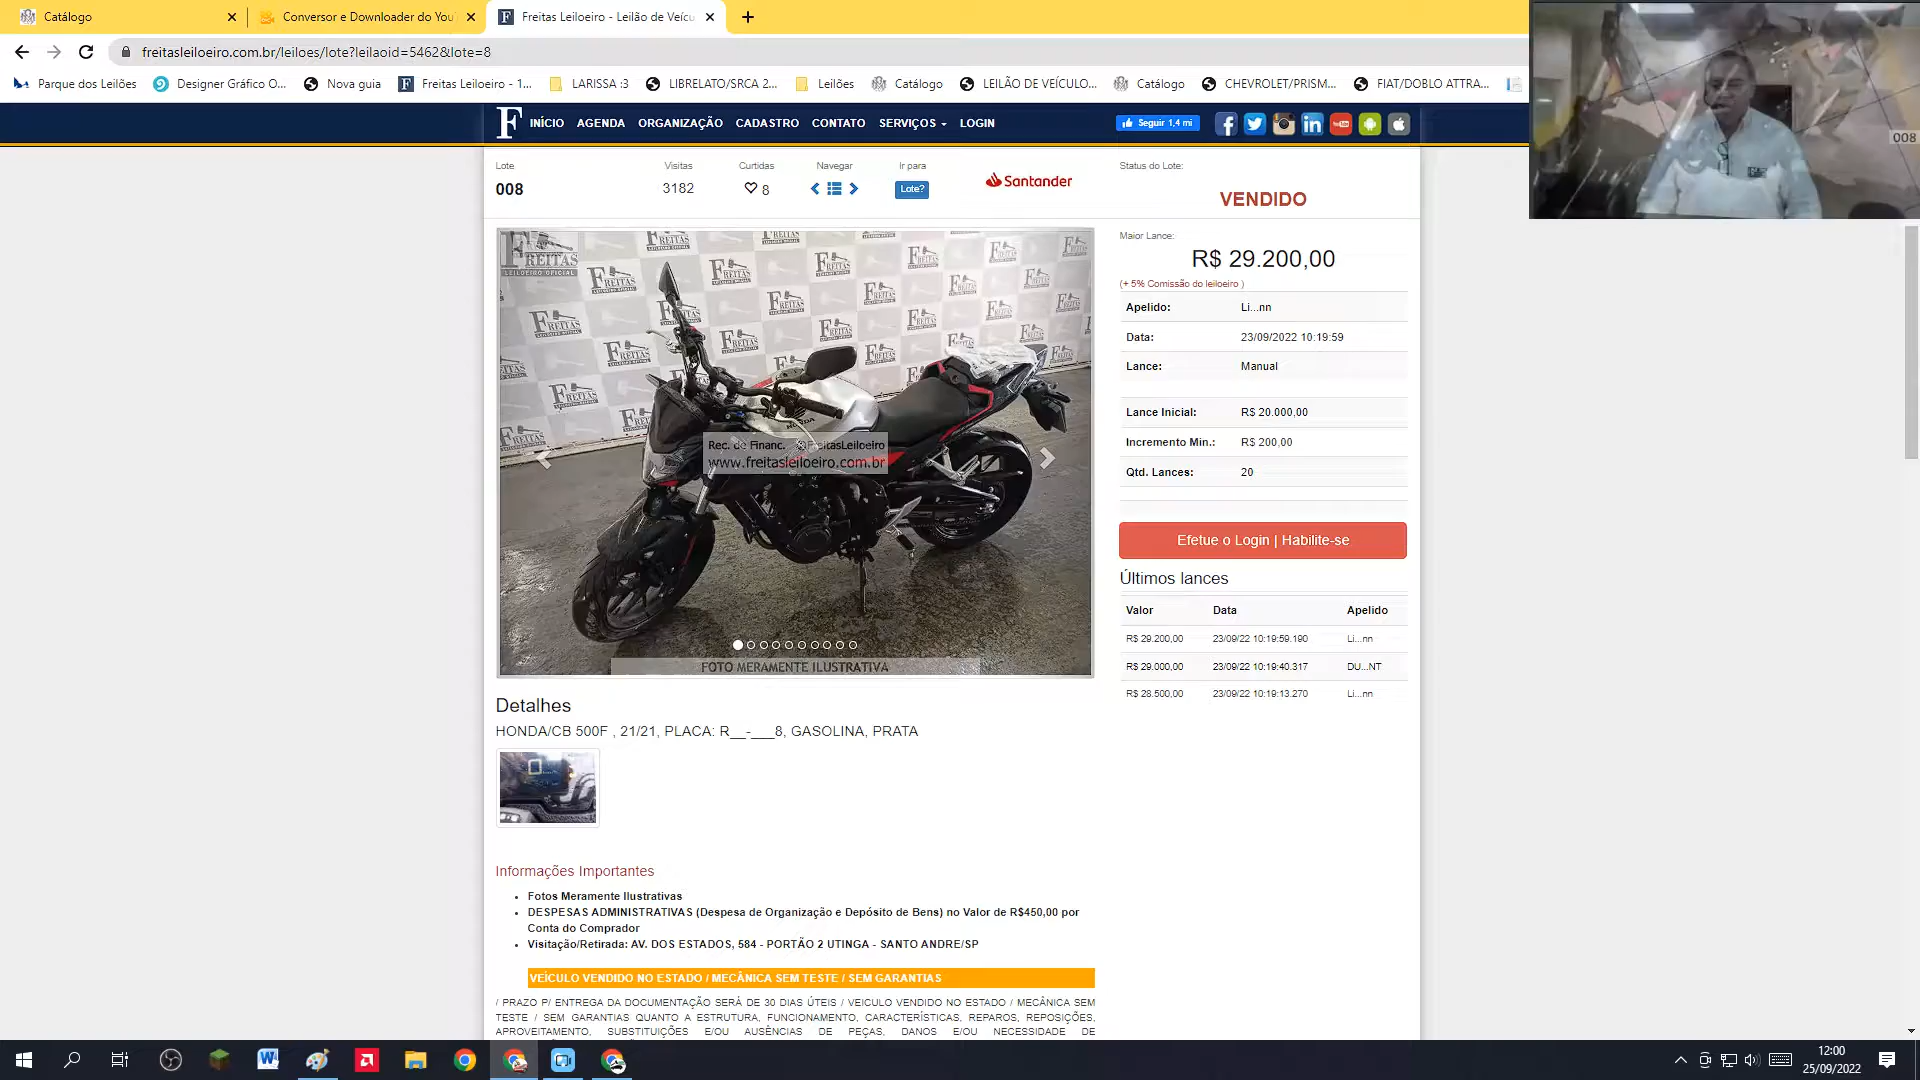 Catálogo
Conversor e Downloader do You
Freitas Leiloeiro - Leilão de Veícu
freitasleiloeiro.com.br/leiloes/lote?leilaoid=5462&lote=8
Parque dos Leilões
Designer Gráfico O...
Nova guia
Freitas Leiloeiro - 1...
LARISSA :3
LIBRELATO/SRCA 2...
Leilões
Catálogo
LEILÃO DE VEÍCULO...
Catálogo
CHEVROLET/PRISM...
FIAT/DOBLO ATTRA...
008
F INÍCIO AGENDA ORGANIZAÇÃO CADASTRO CONTATO SERVIÇOS LOGIN
Seguir 1,4 mi
Lote
008
Visitas
3182
Curtidas
8
Navegar
Ir para
Lote?
Santander
Status do Lote:
VENDIDO
FREITAS
LEILOEIRO OFICIAL
HONDA
Rec. de Financ. @FreitasLeiloeiro
www.freitasleiloeiro.com.br
FOTO MERAMENTE ILUSTRATIVA
Maior Lance:
R$ 29.200,00
(+ 5% Comissão do leiloeiro )
Apelido: Li...nn
Data: 23/09/2022 10:19:59
Lance: Manual
Lance Inicial: R$ 20.000,00
Incremento Min.: R$ 200,00
Qtd. Lances: 20
Efetue o Login | Habilite-se
Últimos lances
Valor Data Apelido
R$ 29.200,00 23/09/22 10:19:59.190 Li...nn
R$ 29.000,00 23/09/22 10:19:40.317 DU...NT
R$ 28.500,00 23/09/22 10:19:13.270 Li...nn
Detalhes
HONDA/CB 500F , 21/21, PLACA: R__-___8, GASOLINA, PRATA
Informações Importantes
Fotos Meramente Ilustrativas
DESPESAS ADMINISTRATIVAS (Despesa de Organização e Depósito de Bens) no Valor de R$450,00 por
Conta do Comprador
Visitação/Retirada: AV. DOS ESTADOS, 584 - PORTÃO 2 UTINGA - SANTO ANDRE/SP
VEÍCULO VENDIDO NO ESTADO / MECÂNICA SEM TESTE / SEM GARANTIAS
/ PRAZO P/ ENTREGA DA DOCUMENTAÇÃO SERÁ DE 30 DIAS ÚTEIS / VEICULO VENDIDO NO ESTADO / MECÂNICA SEM
TESTE / SEM GARANTIAS QUANTO A ESTRUTURA, FUNCIONAMENTO, CARACTERÍSTICAS, REPAROS, REPOSIÇÕES,
APROVEITAMENTO, SUBSTITUIÇÕES E/OU AUSÊNCIAS DE PEÇAS, DANOS E/OU NECESSIDADE DE
12:00
25/09/2022